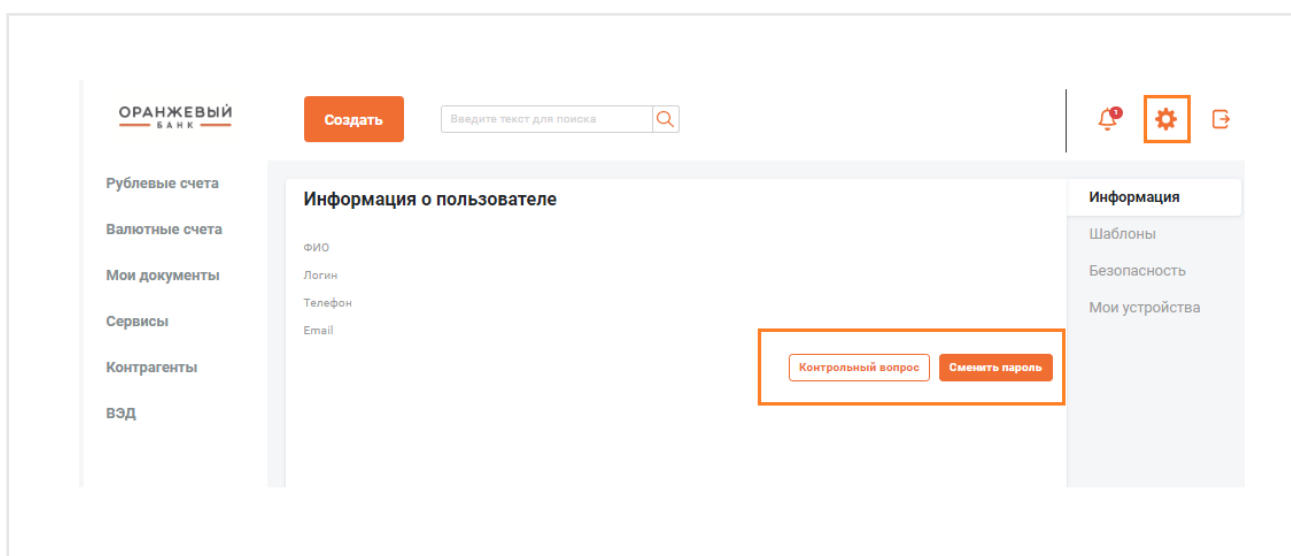 ОРАНЖЕВЫЙ
БАНК
Создать
Введите текст для поиска
1
Рублевые счета
Валютные счета
Мои документы
Сервисы
Контрагенты
ВЭД
Информация о пользователе
ФИО
Логин
Телефон
Email
Контрольный вопрос
Сменить пароль
Информация
Шаблоны
Безопасность
Мои устройства